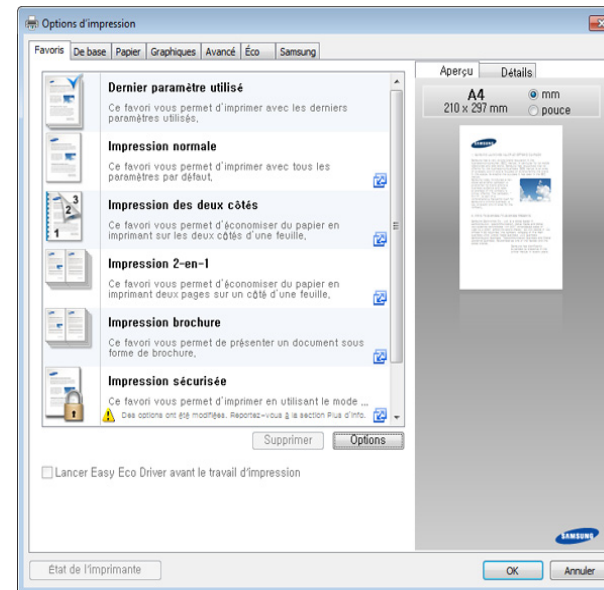 Options d'impression
Favoris De base Papier Graphiques Avancé Éco Samsung
Dernier paramètre utilisé
Ce favori vous permet d'imprimer avec les derniers
paramètres utilisés.
Impression normale
Ce favori vous permet d'imprimer avec tous les
paramètres par défaut.
Impression des deux côtés
Ce favori vous permet d'économiser du papier en
imprimant sur les deux côtés d'une feuille.
Impression 2-en-1
Ce favori vous permet d'économiser du papier en
imprimant deux pages sur un côté d'une feuille.
Impression brochure
Ce favori vous permet de présenter un document sous
forme de brochure.
Impression sécurisée
Ce favori vous permet d'imprimer en utilisant le mode ...
Des options ont été modifiées. Reportez-vous à la section Plus d'info.
Supprimer Options
Lancer Easy Eco Driver avant le travail d'impression
État de l'imprimante
Aperçu Détails
A4
210 x 297 mm
mm
pouce
SAMSUNG
OK Annuler